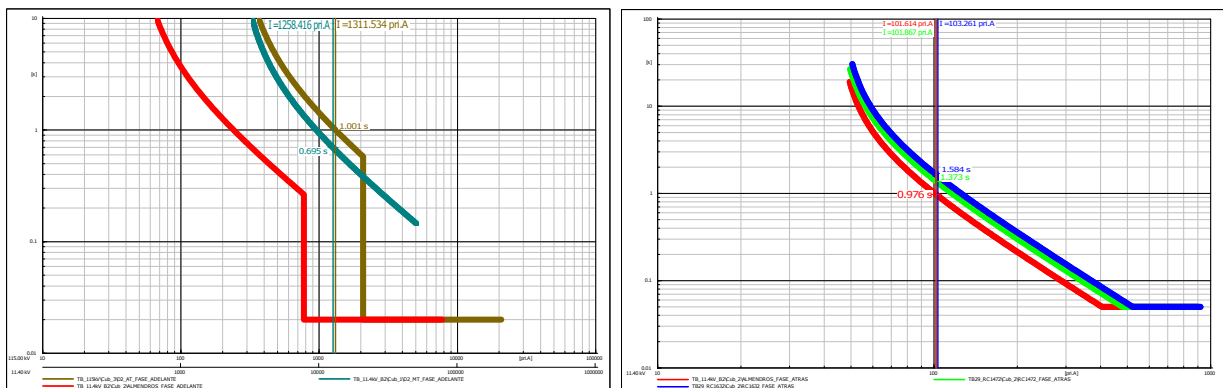 10
I =1258.416 pri.A
I =1311.534 pri.A
[s]
1
1.001 s
0.695 s
0.1
0.01
115.00 kV 10 100 1000 10000 [pri.A] 100000
11.40 kV 100 1000 10000 100000 1000000
TB_115kV\Cub_3\D2_AT_FASE_ADELANTE
TB_11.4kV_B2\Cub_1\D2_MT_FASE_ADELANTE
TB_11.4kV_B2\Cub_2\ALMENDROS_FASE_ADELANTE
100
I =101.614 pri.A
I =103.261 pri.A
I =101.867 pri.A
[s]
10
1.584 s
1.373 s
1
0.976 s
0.1
0.01
11.40 kV 10 100 [pri.A] 1000
TB_11.4kV_B2\Cub_2\ALMENDROS_FASE_ATRAS
TB29_RC1472\Cub_2\RC1472_FASE_ATRAS
TB29_RC1632\Cub_2\RC1632_FASE_ATRAS